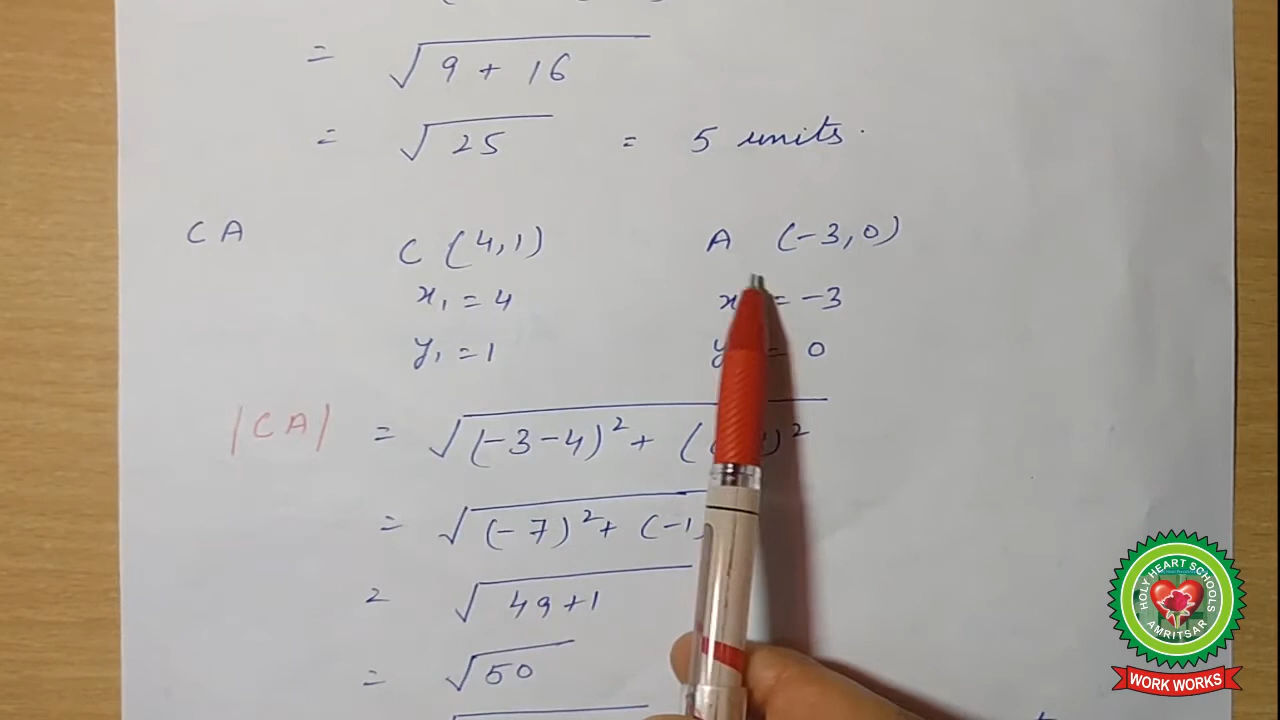 = √9 + 16
= √25 = 5 units.
CA C (4,1) A (-3,0)
x₁ = 4 x = -3
y₁ = 1 y = 0
|CA| = √(-3-4)² + ( )²
= √(-7)² + (-1
= √49+1
= √50
HOLY HEART SCHOOLS
AMRITSAR
WORK WORKS